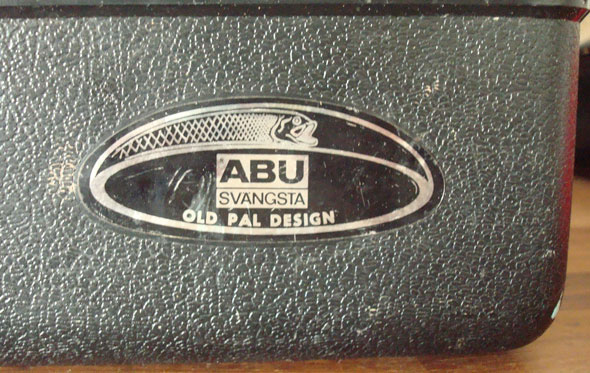 ABU
SVANGSTA
OLD PAL DESIGN